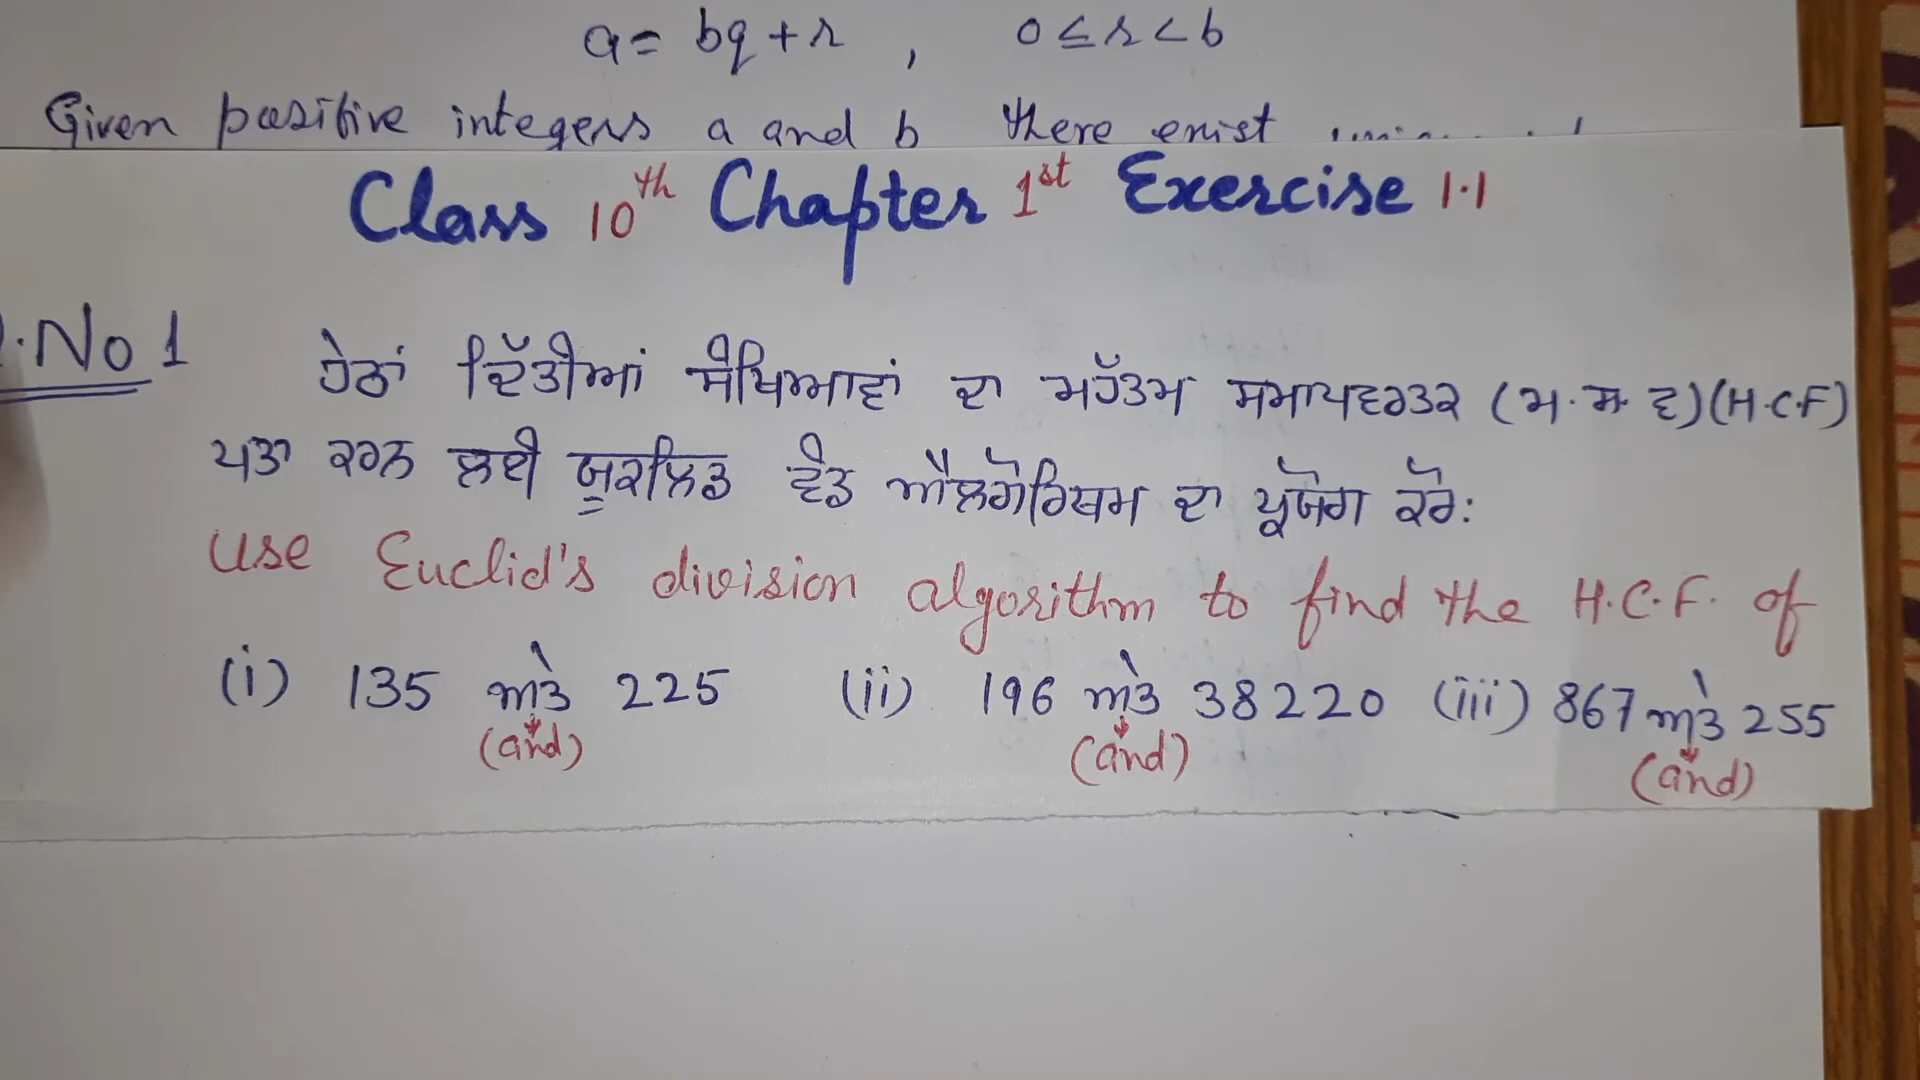 a = bq + r , 0 ≤ r < b
Given positive integers a and b there exist
Class 10th Chapter 1st Exercise 1.1
.No 1 ਹੇਠਾਂ ਦਿੱਤੀਆਂ ਸੰਖਿਆਵਾਂ ਦਾ ਮਹੱਤਮ ਸਮਾਪਵਰਤਕ (ਮ.ਸ.ਵ)(H.C.F)
ਪਤਾ ਕਰਨ ਲਈ ਯੂਕਲਿਡ ਵੰਡ ਐਲਗੋਰਿਥਮ ਦਾ ਪ੍ਰਯੋਗ ਕਰੋ:
Use Euclid's division algorithm to find the H.C.F. of
(i) 135 ਅਤੇ 225 (ii) 196 ਅਤੇ 38220 (iii) 867 ਅਤੇ 255
(and) (and) (and)